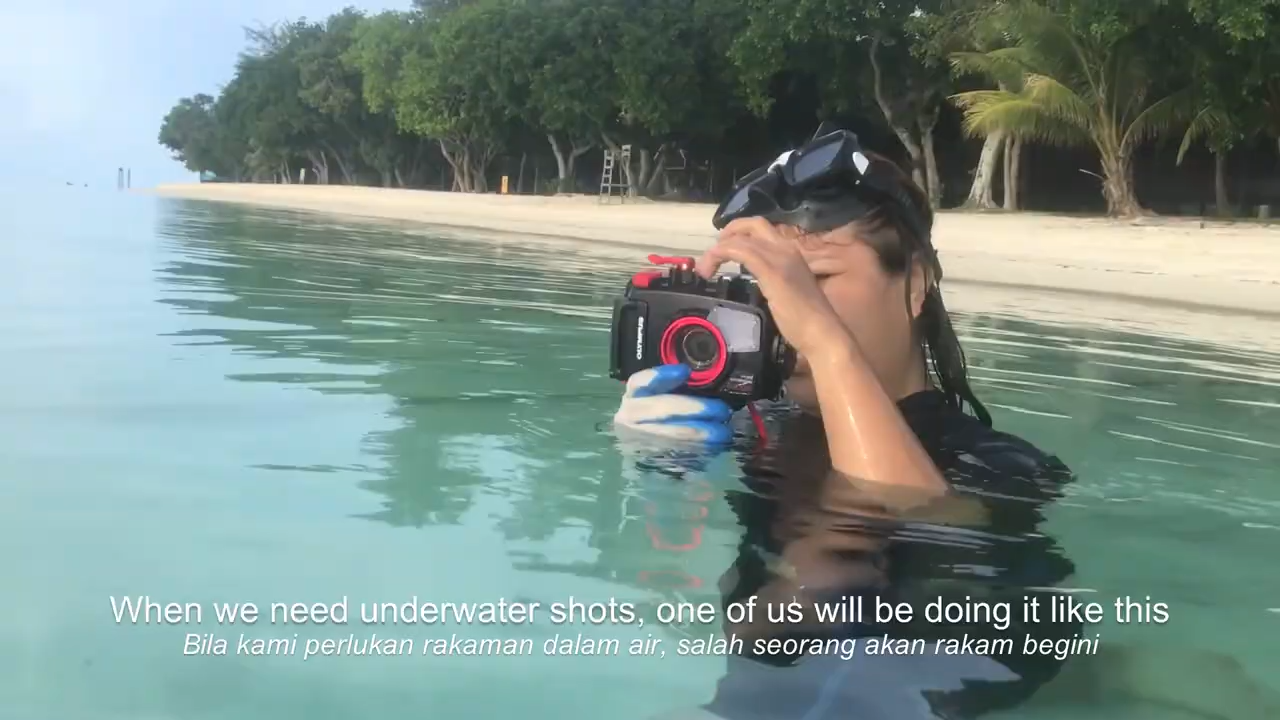 OLYMPUS
When we need underwater shots, one of us will be doing it like this
Bila kami perlukan rakaman dalam air, salah seorang akan rakam begini